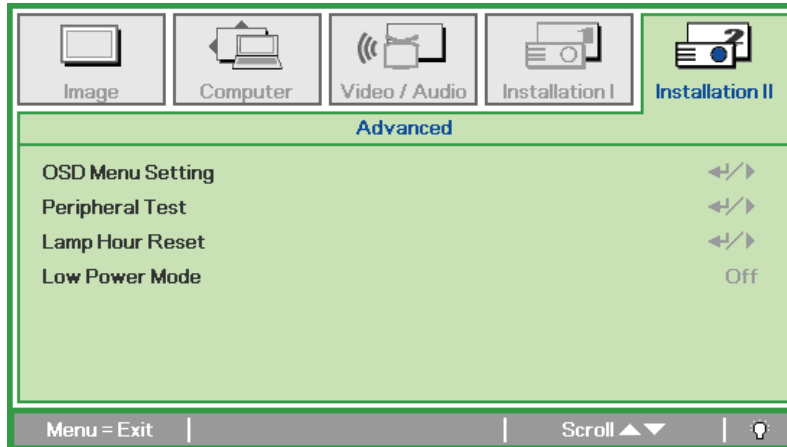 Image Computer Video / Audio Installation I Installation II
Advanced
OSD Menu Setting
Peripheral Test
Lamp Hour Reset
Low Power Mode Off
Menu = Exit Scroll